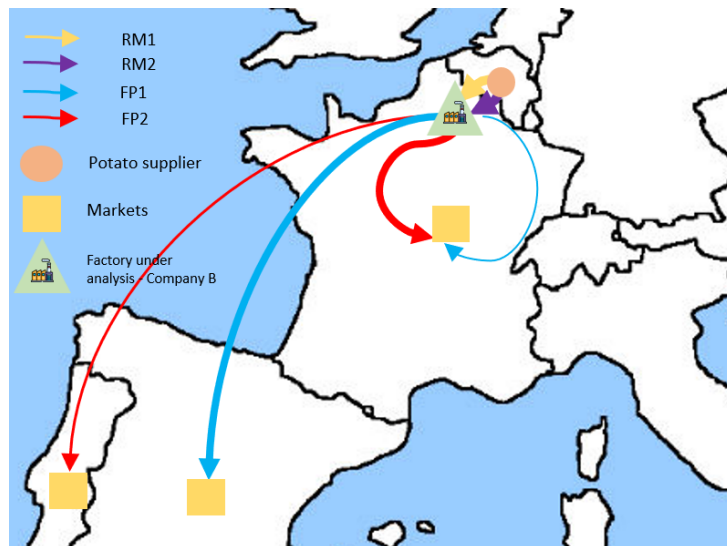 RM1
RM2
FP1
FP2
Potato supplier
Markets
Factory under
analysis - Company B